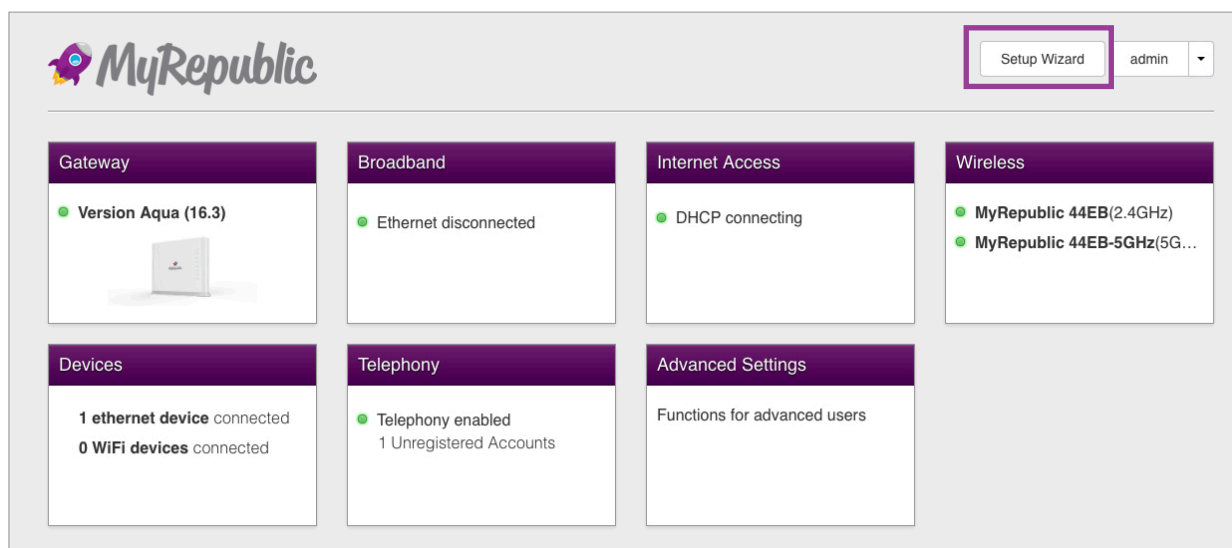 MyRepublic
Setup Wizard
admin
Gateway
Version Aqua (16.3)
Broadband
Ethernet disconnected
Internet Access
DHCP connecting
Wireless
MyRepublic 44EB(2.4GHz)
MyRepublic 44EB-5GHz(5G...
Devices
1 ethernet device connected
0 WiFi devices connected
Telephony
Telephony enabled
1 Unregistered Accounts
Advanced Settings
Functions for advanced users